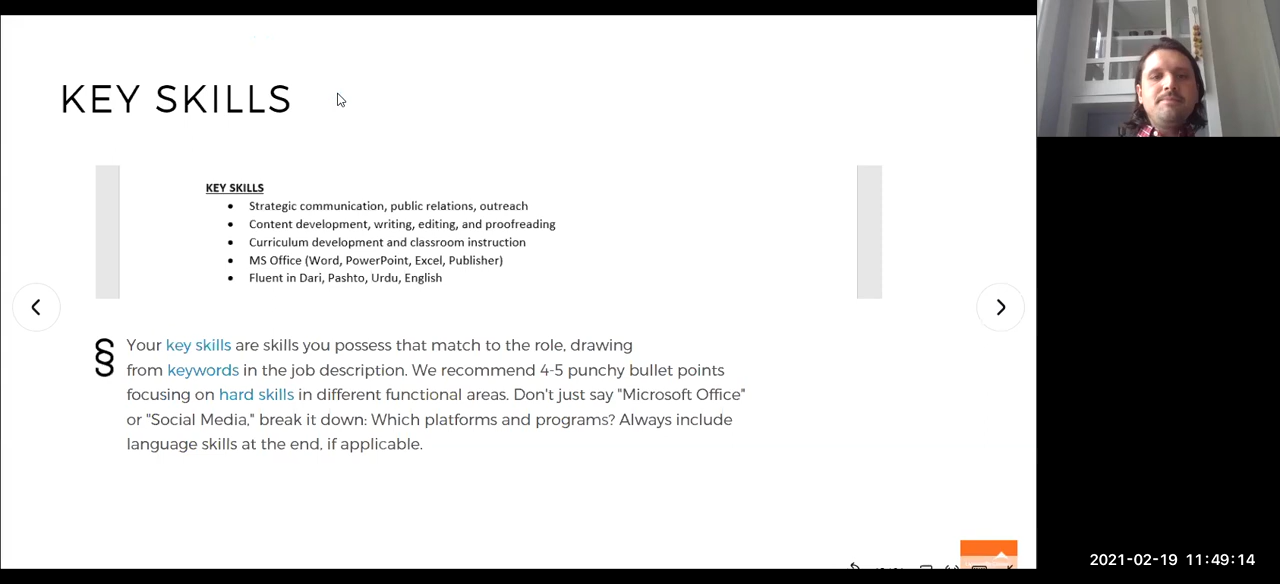 KEY SKILLS
KEY SKILLS
• Strategic communication, public relations, outreach
• Content development, writing, editing, and proofreading
• Curriculum development and classroom instruction
• MS Office (Word, PowerPoint, Excel, Publisher)
• Fluent in Dari, Pashto, Urdu, English
§ Your key skills are skills you possess that match to the role, drawing
from keywords in the job description. We recommend 4-5 punchy bullet points
focusing on hard skills in different functional areas. Don't just say "Microsoft Office"
or "Social Media," break it down: Which platforms and programs? Always include
language skills at the end, if applicable.
2021-02-19 11:49:14